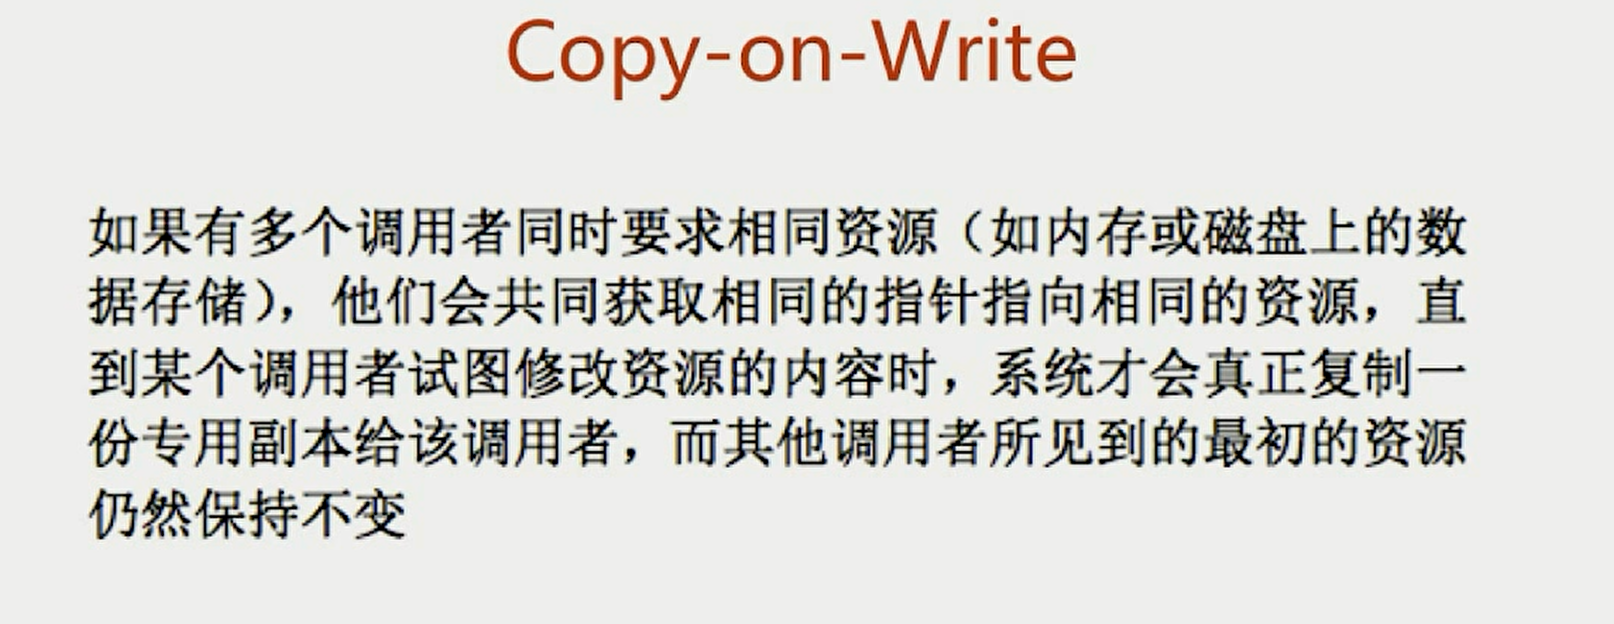 Copy-on-Write
如果有多个调用者同时要求相同资源（如内存或磁盘上的数
据存储），他们会共同获取相同的指针指向相同的资源，直
到某个调用者试图修改资源的内容时，系统才会真正复制一
份专用副本给该调用者，而其他调用者所见到的最初的资源
仍然保持不变